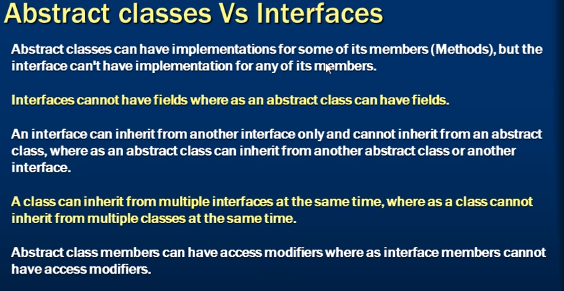 Abstract classes Vs Interfaces
Abstract classes can have implementations for some of its members (Methods), but the
interface can't have implementation for any of its members.
Interfaces cannot have fields where as an abstract class can have fields.
An interface can inherit from another interface only and cannot inherit from an abstract
class, where as an abstract class can inherit from another abstract class or another
interface.
A class can inherit from multiple interfaces at the same time, where as a class cannot
inherit from multiple classes at the same time.
Abstract class members can have access modifiers where as interface members cannot
have access modifiers.